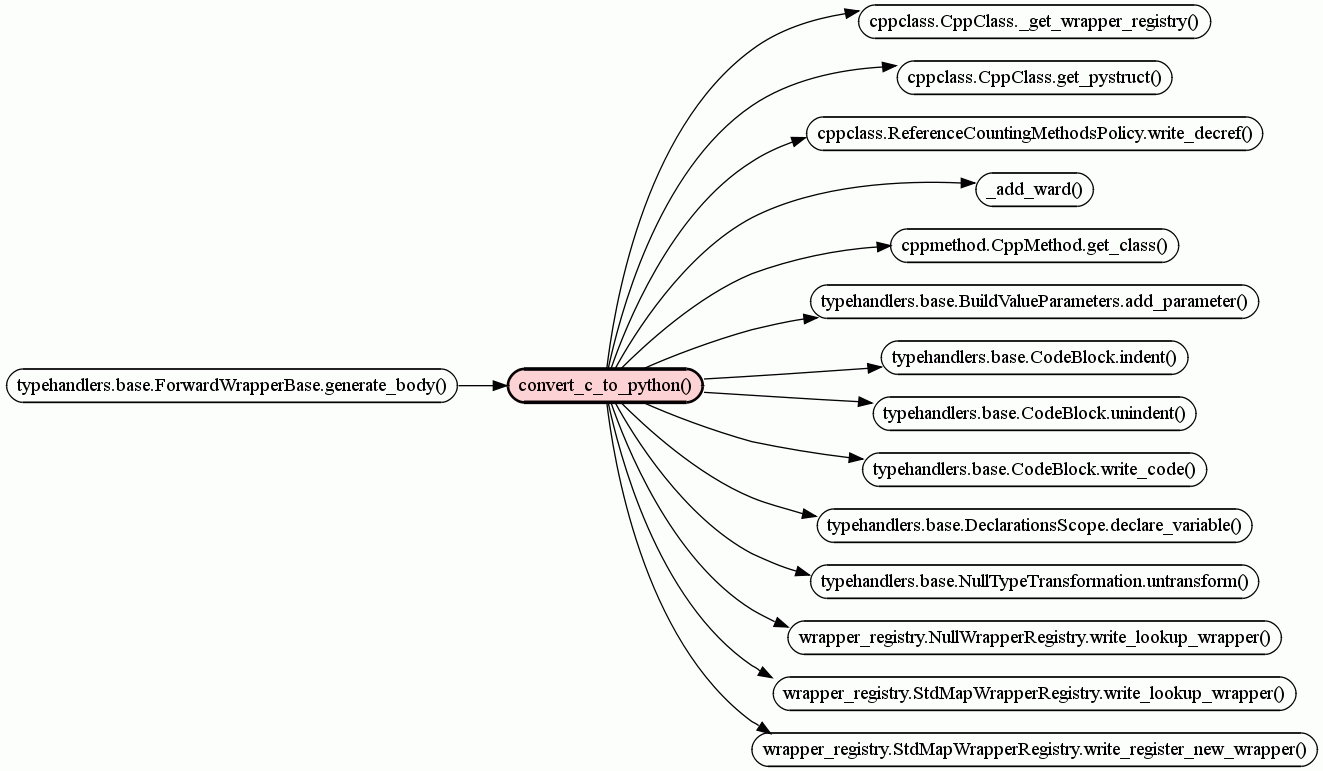 cppclass.CppClass._get_wrapper_registry()
cppclass.CppClass.get_pystruct()
cppclass.ReferenceCountingMethodsPolicy.write_decref()
_add_ward()
cppmethod.CppMethod.get_class()
typehandlers.base.BuildValueParameters.add_parameter()
typehandlers.base.CodeBlock.indent()
typehandlers.base.ForwardWrapperBase.generate_body()
convert_c_to_python()
typehandlers.base.CodeBlock.unindent()
typehandlers.base.CodeBlock.write_code()
typehandlers.base.DeclarationsScope.declare_variable()
typehandlers.base.NullTypeTransformation.untransform()
wrapper_registry.NullWrapperRegistry.write_lookup_wrapper()
wrapper_registry.StdMapWrapperRegistry.write_lookup_wrapper()
wrapper_registry.StdMapWrapperRegistry.write_register_new_wrapper()